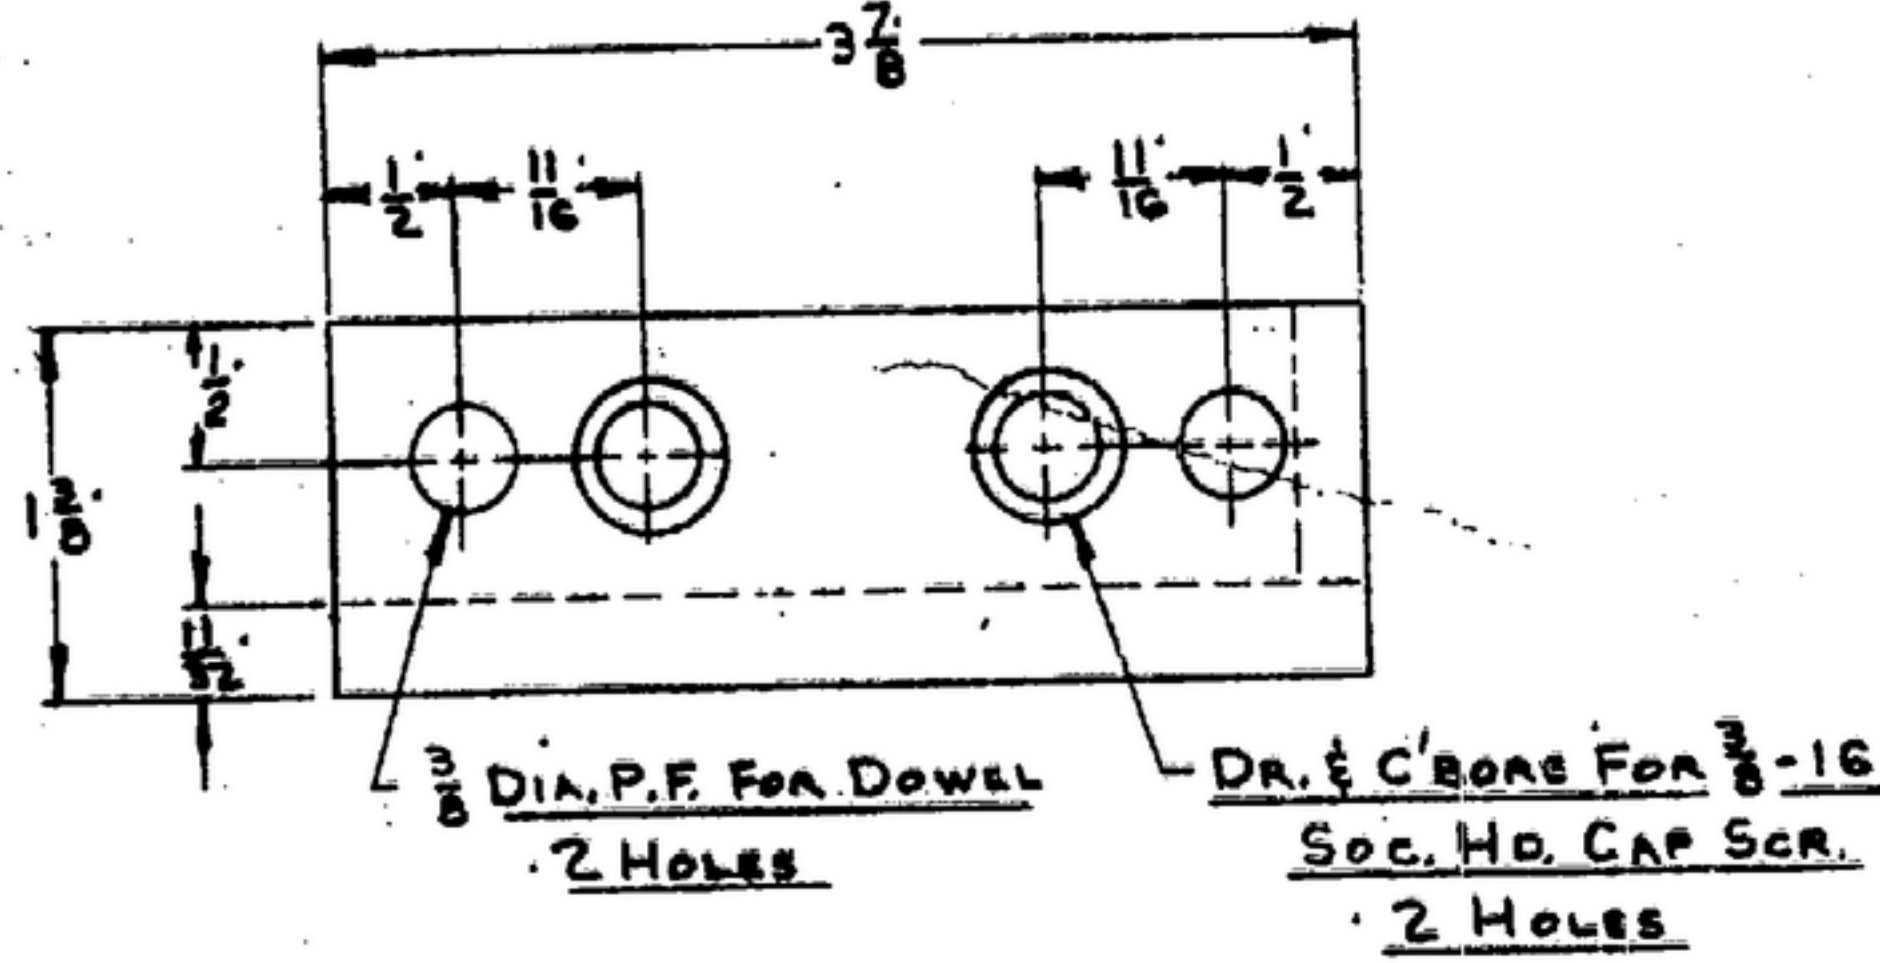 3 7/8
1/2 11/16 11/16 1/2
1/2
1 3/8
11/32
3/8 DIA. P.F. FOR DOWEL
2 HOLES
DR. & C'BORE FOR 3/8-16
SOC. HD. CAP SCR.
2 HOLES